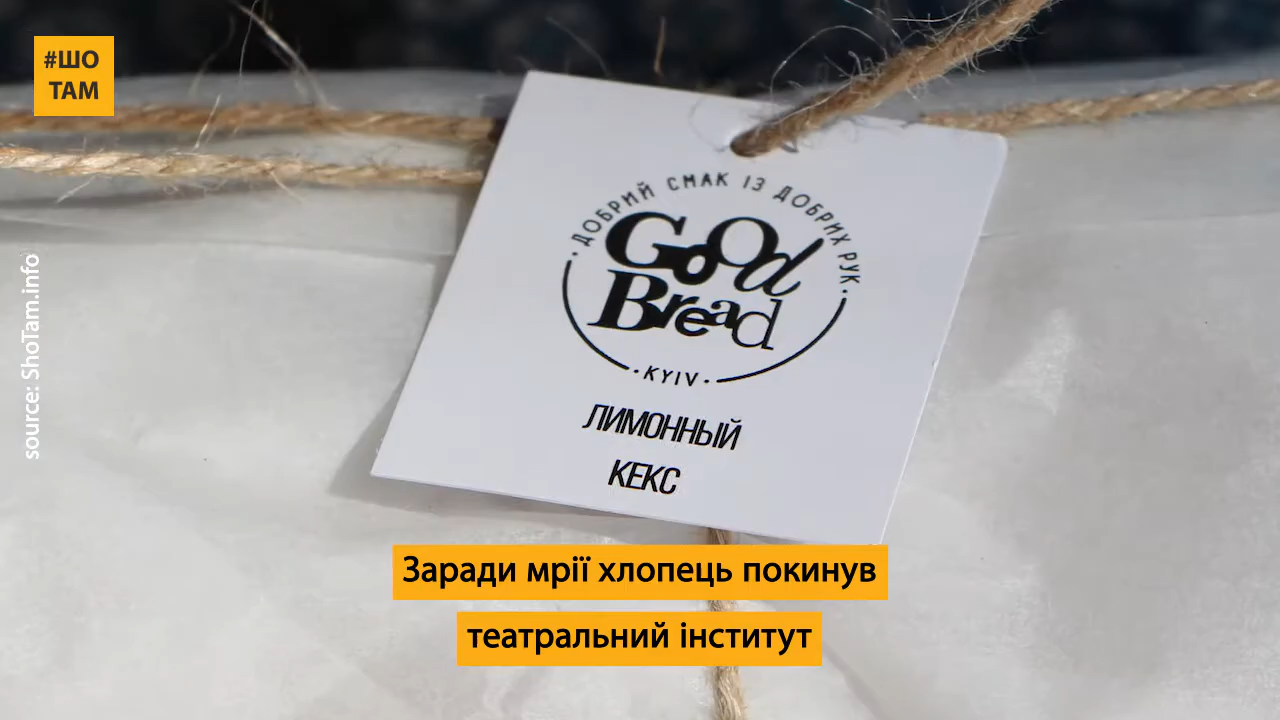 #ШО
ТАМ
source: ShoTam.info
· ДОБРИЙ СМАК ІЗ ДОБРИХ РУК ·
Good
Bread
· KYIV ·
ЛИМОННЫЙ
КЕКС
Заради мрії хлопець покинув
театральний інститут